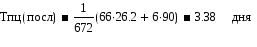 Тпц(посл) ▪ 1/672 (66·26.2 + 6·90) ▪ 3.38 дня